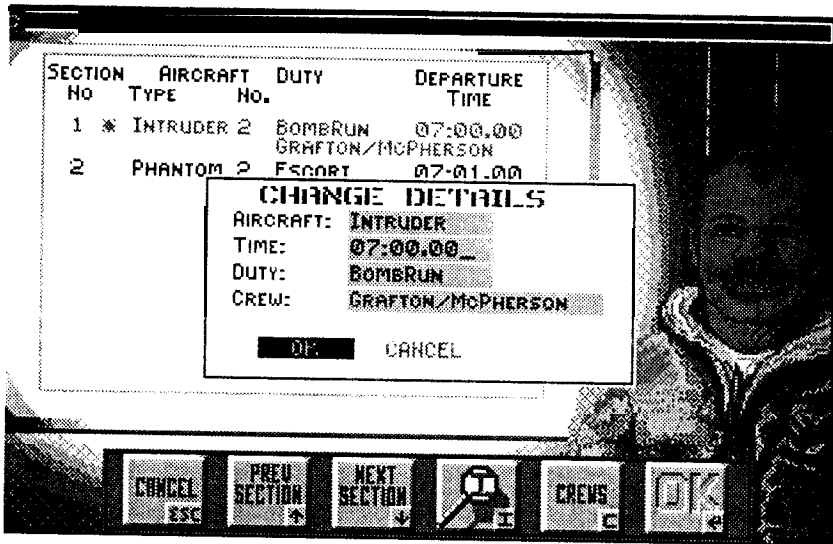 SECTION AIRCRAFT DUTY DEPARTURE
NO TYPE NO. TIME
1 * INTRUDER 2 BOMBRUN 07:00.00
GRAFTON/MCPHERSON
2 PHANTOM 2 ESCORT 07:01.00
CHANGE DETAILS
AIRCRAFT: INTRUDER
TIME: 07:00.00_
DUTY: BOMBRUN
CREW: GRAFTON/MCPHERSON
OK CANCEL
CANCEL PREV NEXT CREWS OK
SECTION SECTION
ESC ↑ ↓ I C ↵